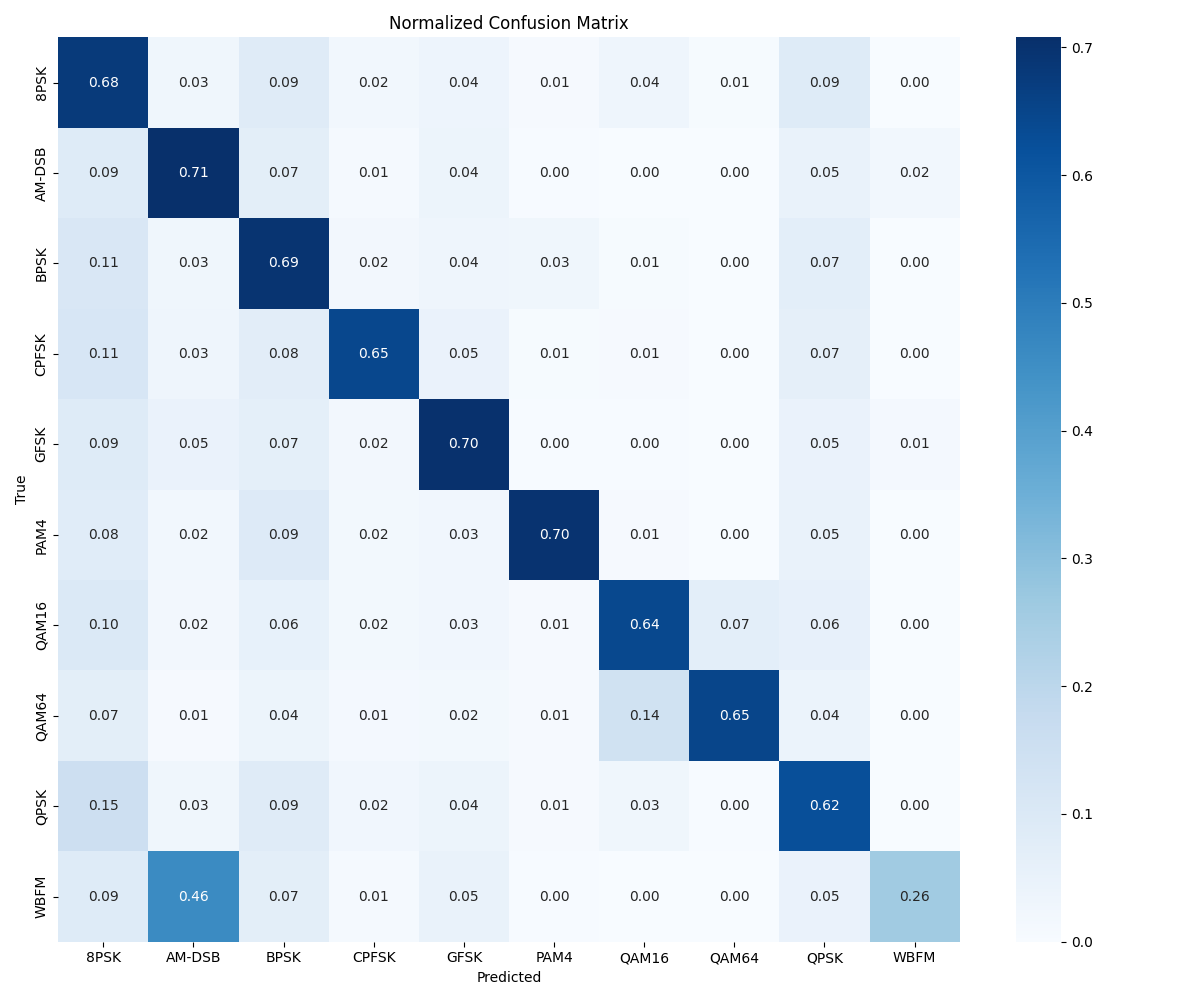 Normalized Confusion Matrix
8PSK 0.68 0.03 0.09 0.02 0.04 0.01 0.04 0.01 0.09 0.00
AM-DSB 0.09 0.71 0.07 0.01 0.04 0.00 0.00 0.00 0.05 0.02
BPSK 0.11 0.03 0.69 0.02 0.04 0.03 0.01 0.00 0.07 0.00
CPFSK 0.11 0.03 0.08 0.65 0.05 0.01 0.01 0.00 0.07 0.00
GFSK 0.09 0.05 0.07 0.02 0.70 0.00 0.00 0.00 0.05 0.01
PAM4 0.08 0.02 0.09 0.02 0.03 0.70 0.01 0.00 0.05 0.00
QAM16 0.10 0.02 0.06 0.02 0.03 0.01 0.64 0.07 0.06 0.00
QAM64 0.07 0.01 0.04 0.01 0.02 0.01 0.14 0.65 0.04 0.00
QPSK 0.15 0.03 0.09 0.02 0.04 0.01 0.03 0.00 0.62 0.00
WBFM 0.09 0.46 0.07 0.01 0.05 0.00 0.00 0.00 0.05 0.26
True
8PSK AM-DSB BPSK CPFSK GFSK PAM4 QAM16 QAM64 QPSK WBFM
Predicted
0.7
0.6
0.5
0.4
0.3
0.2
0.1
0.0